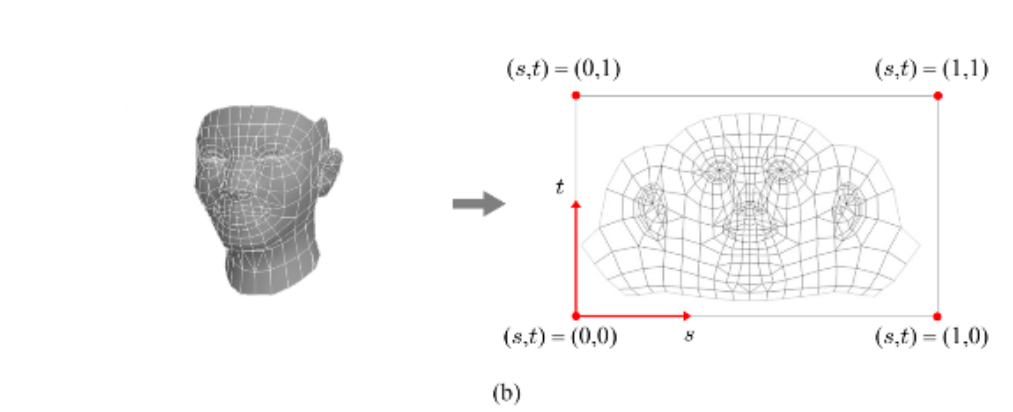 (s,t) = (0,1) (s,t) = (1,1)
t
(s,t) = (0,0) s (s,t) = (1,0)
(b)